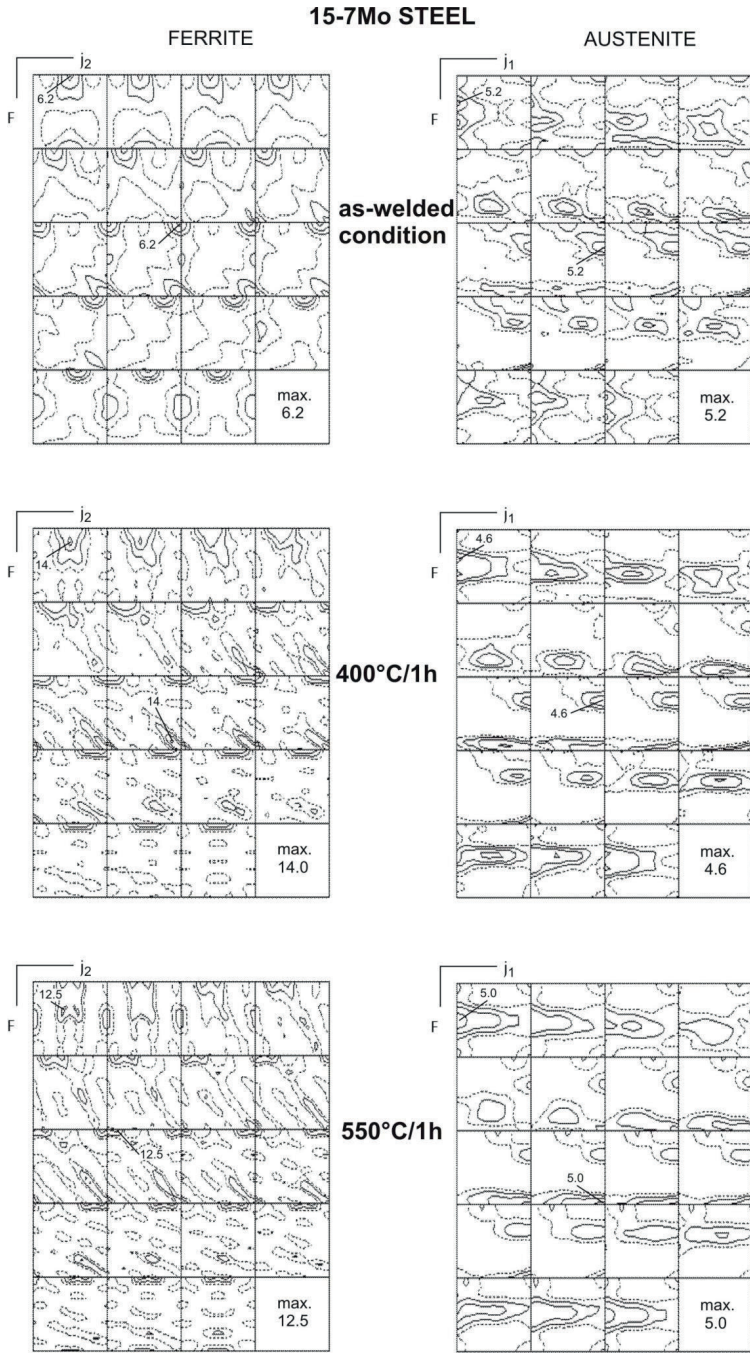 15-7Mo STEEL
FERRITE
AUSTENITE
j2
j1
F
F
6.2
5.2
as-welded
condition
6.2
5.2
max.
6.2
max.
5.2
j2
j1
F
F
14.
4.6
400°C/1h
14.
4.6
max.
14.0
max.
4.6
j2
j1
F
F
12.5
5.0
550°C/1h
12.5
5.0
max.
12.5
max.
5.0